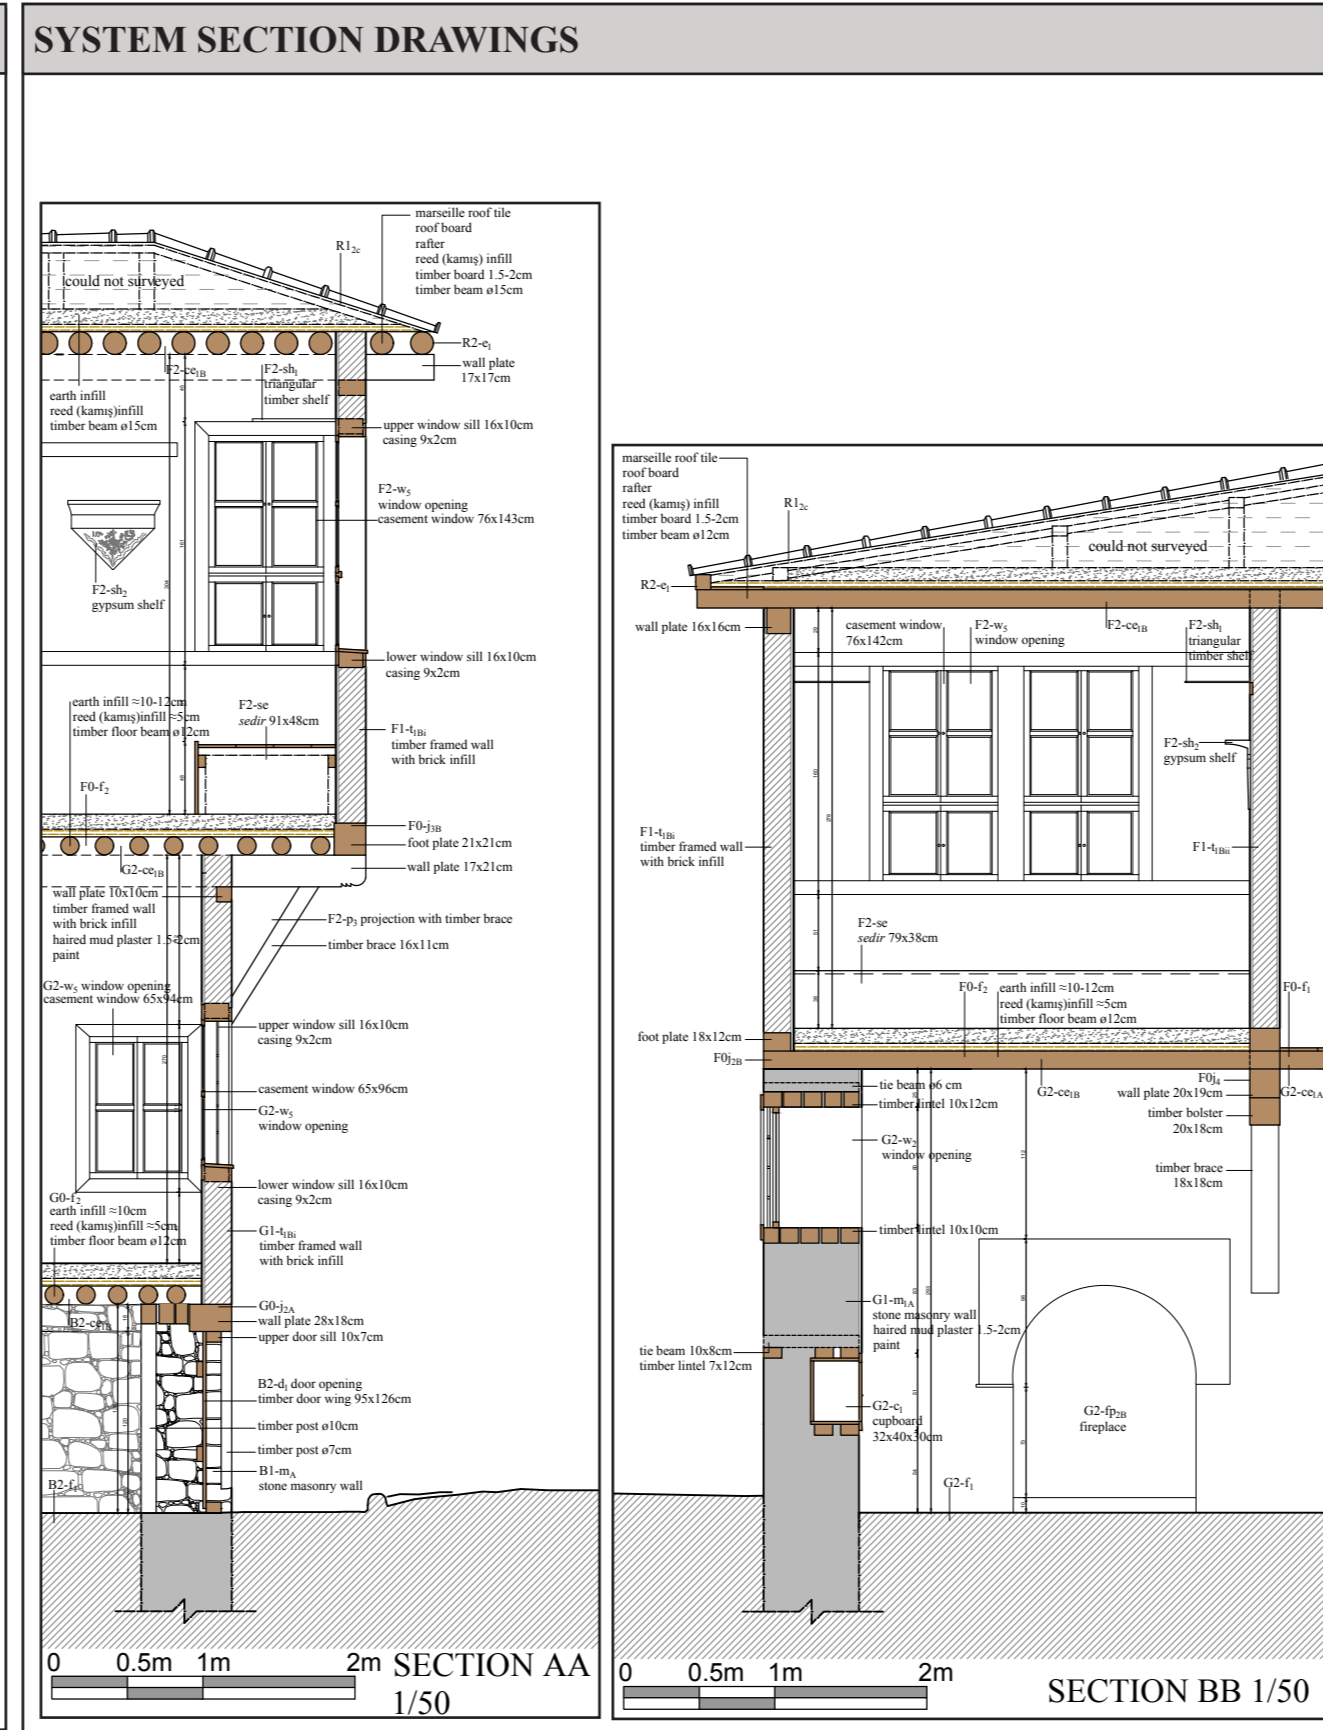 SYSTEM SECTION DRAWINGS
marseille roof tile
roof board
rafter
reed (kamış) infill
timber board 1.5-2cm
timber beam ø15cm
R1₂c
could not surveyed
R2-e₁
wall plate
17x17cm
F2-ce₁B
F2-sh₁
triangular
timber shelf
earth infill
reed (kamış)infill
timber beam ø15cm
upper window sill 16x10cm
casing 9x2cm
F2-w₅
window opening
casement window 76x143cm
F2-sh₂
gypsum shelf
lower window sill 16x10cm
casing 9x2cm
earth infill ≈10-12cm
reed (kamış)infill ≈5cm
timber floor beam ø12cm
F2-se
sedir 91x48cm
F1-t₁Bi
timber framed wall
with brick infill
F0-f₂
F0-j₃B
foot plate 21x21cm
G2-ce₁B
wall plate 17x21cm
wall plate 10x10cm
timber framed wall
with brick infill
haired mud plaster 1.5-2cm
paint
F2-p₃ projection with timber brace
timber brace 16x11cm
G2-w₅ window opening
casement window 65x94cm
upper window sill 16x10cm
casing 9x2cm
casement window 65x96cm
G2-w₅
window opening
lower window sill 16x10cm
casing 9x2cm
G0-f₂
earth infill ≈10cm
reed (kamış)infill ≈5cm
timber floor beam ø12cm
G1-t₁Bi
timber framed wall
with brick infill
G0-j₂A
wall plate 28x18cm
upper door sill 10x7cm
B2-ce₁B
B2-d₁ door opening
timber door wing 95x126cm
timber post ø10cm
timber post ø7cm
B1-mA
stone masonry wall
B2-f₁
0 0.5m 1m 2m
SECTION AA
1/50
marseille roof tile
roof board
rafter
reed (kamış) infill
timber board 1.5-2cm
timber beam ø12cm
R1₂c
could not surveyed
R2-e₁
wall plate 16x16cm
casement window
76x142cm
F2-w₅
window opening
F2-ce₁B
F2-sh₁
triangular
timber shelf
F2-sh₂
gypsum shelf
F1-t₁Bi
timber framed wall
with brick infill
F1-t₁Bii
F2-se
sedir 79x38cm
F0-f₂
earth infill ≈10-12cm
reed (kamış)infill ≈5cm
timber floor beam ø12cm
F0-f₁
foot plate 18x12cm
F0j₂B
tie beam ø6 cm
timber lintel 10x12cm
G2-ce₁B
F0j₄
wall plate 20x19cm
G2-ce₁A
timber bolster
20x18cm
G2-w₂
window opening
timber brace
18x18cm
timber lintel 10x10cm
G1-m₁A
stone masonry wall
haired mud plaster 1.5-2cm
paint
tie beam 10x8cm
timber lintel 7x12cm
G2-c₁
cupboard
32x40x30cm
G2-fp₂B
fireplace
G2-f₁
0 0.5m 1m 2m
SECTION BB 1/50